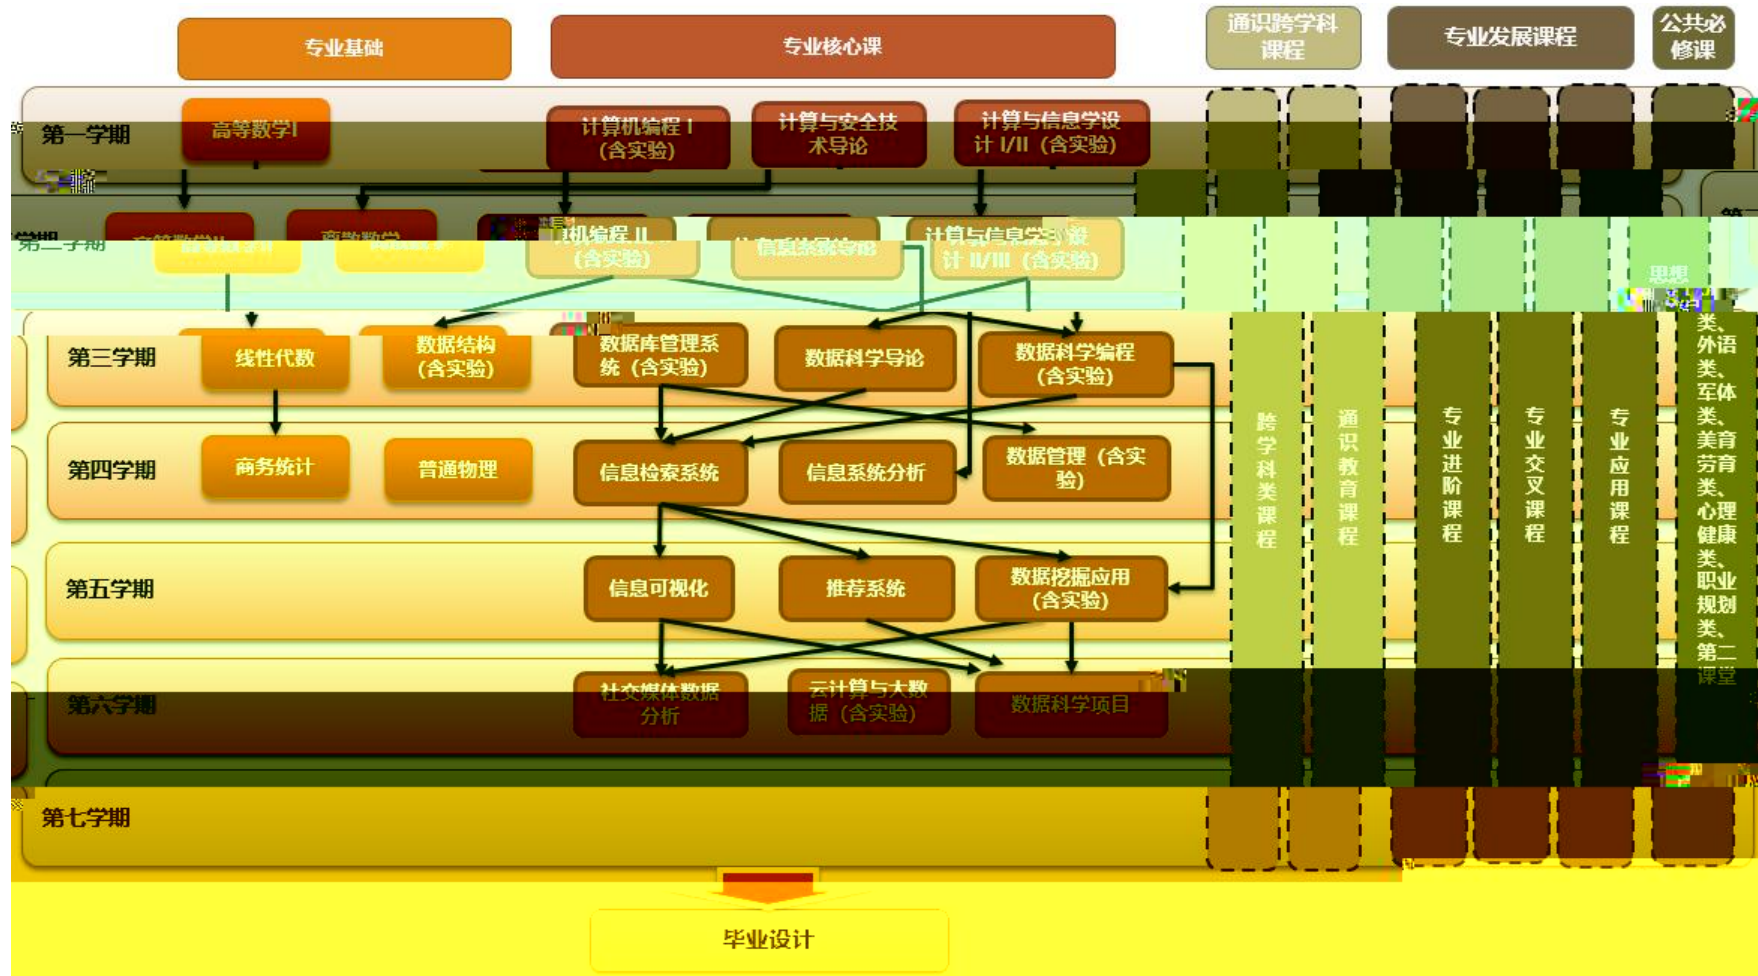 专业基础
专业核心课
通识跨学科
课程
专业发展课程
公共必
修课
第一学期
高等数学I
计算机编程 I
(含实验)
计算与安全技
术导论
计算与信息学设
计 I/II (含实验)
第二学期
离散数学
机编程 II
(含实验)
信息系统导论
计算与信息学 设
计 II/III (含实验)
思想
第三学期
线性代数
数据结构
(含实验)
数据库管理系
统 (含实验)
数据科学导论
数据科学编程
(含实验)
第四学期
商务统计
普通物理
信息检索系统
信息系统分析
数据管理 (含实
验)
第五学期
信息可视化
推荐系统
数据挖掘应用
(含实验)
第六学期
社交媒体数据
分析
云计算与大数
据 (含实验)
数据科学项目
第七学期
跨学科类课程
通识教育课程
专业进阶课程
专业交叉课程
专业应用课程
类、
外语
类、
军体
类、
美育
劳育
类、
心理
健康
类、
职业
规划
类、
第二
课堂
毕业设计